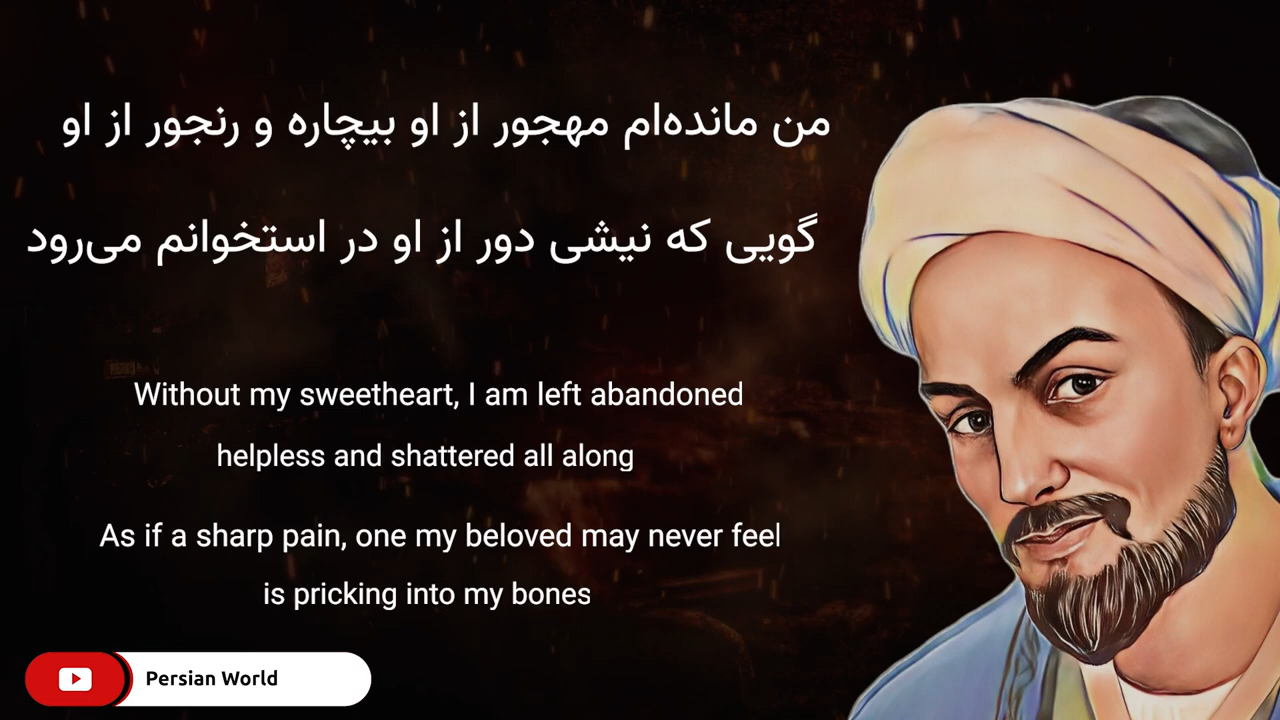 من مانده‌ام مهجور از او بیچاره و رنجور از او
گویی که نیشی دور از او در استخوانم می‌رود
Without my sweetheart, I am left abandoned
helpless and shattered all along
As if a sharp pain, one my beloved may never feel
is pricking into my bones
Persian World